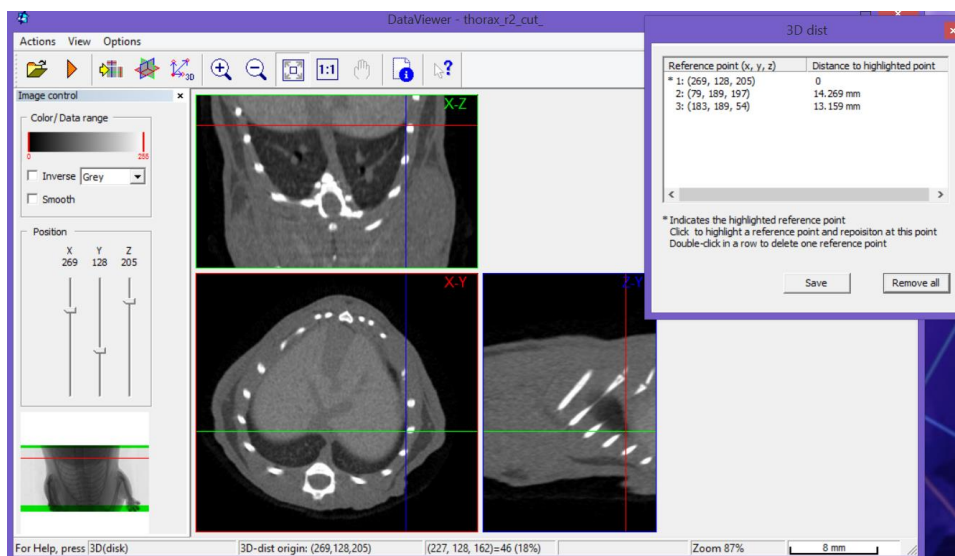 DataViewer - thorax_r2_cut_
Actions View Options
3D
1:1
Image control
Color/Data range
0 255
Inverse Grey
Smooth
Position
X Y Z
269 128 205
X-Z
X-Y
Z-Y
3D dist
Reference point (x, y, z) Distance to highlighted point
* 1: (269, 128, 205) 0
2: (79, 189, 197) 14.269 mm
3: (183, 189, 54) 13.159 mm
* Indicates the highlighted reference point
Click to highlight a reference point and repoisiton at this point
Double-click in a row to delete one reference point
Save Remove all
For Help, press 3D(disk) 3D-dist origin: (269,128,205) (227, 128, 162)=46 (18%) Zoom 87% 8 mm